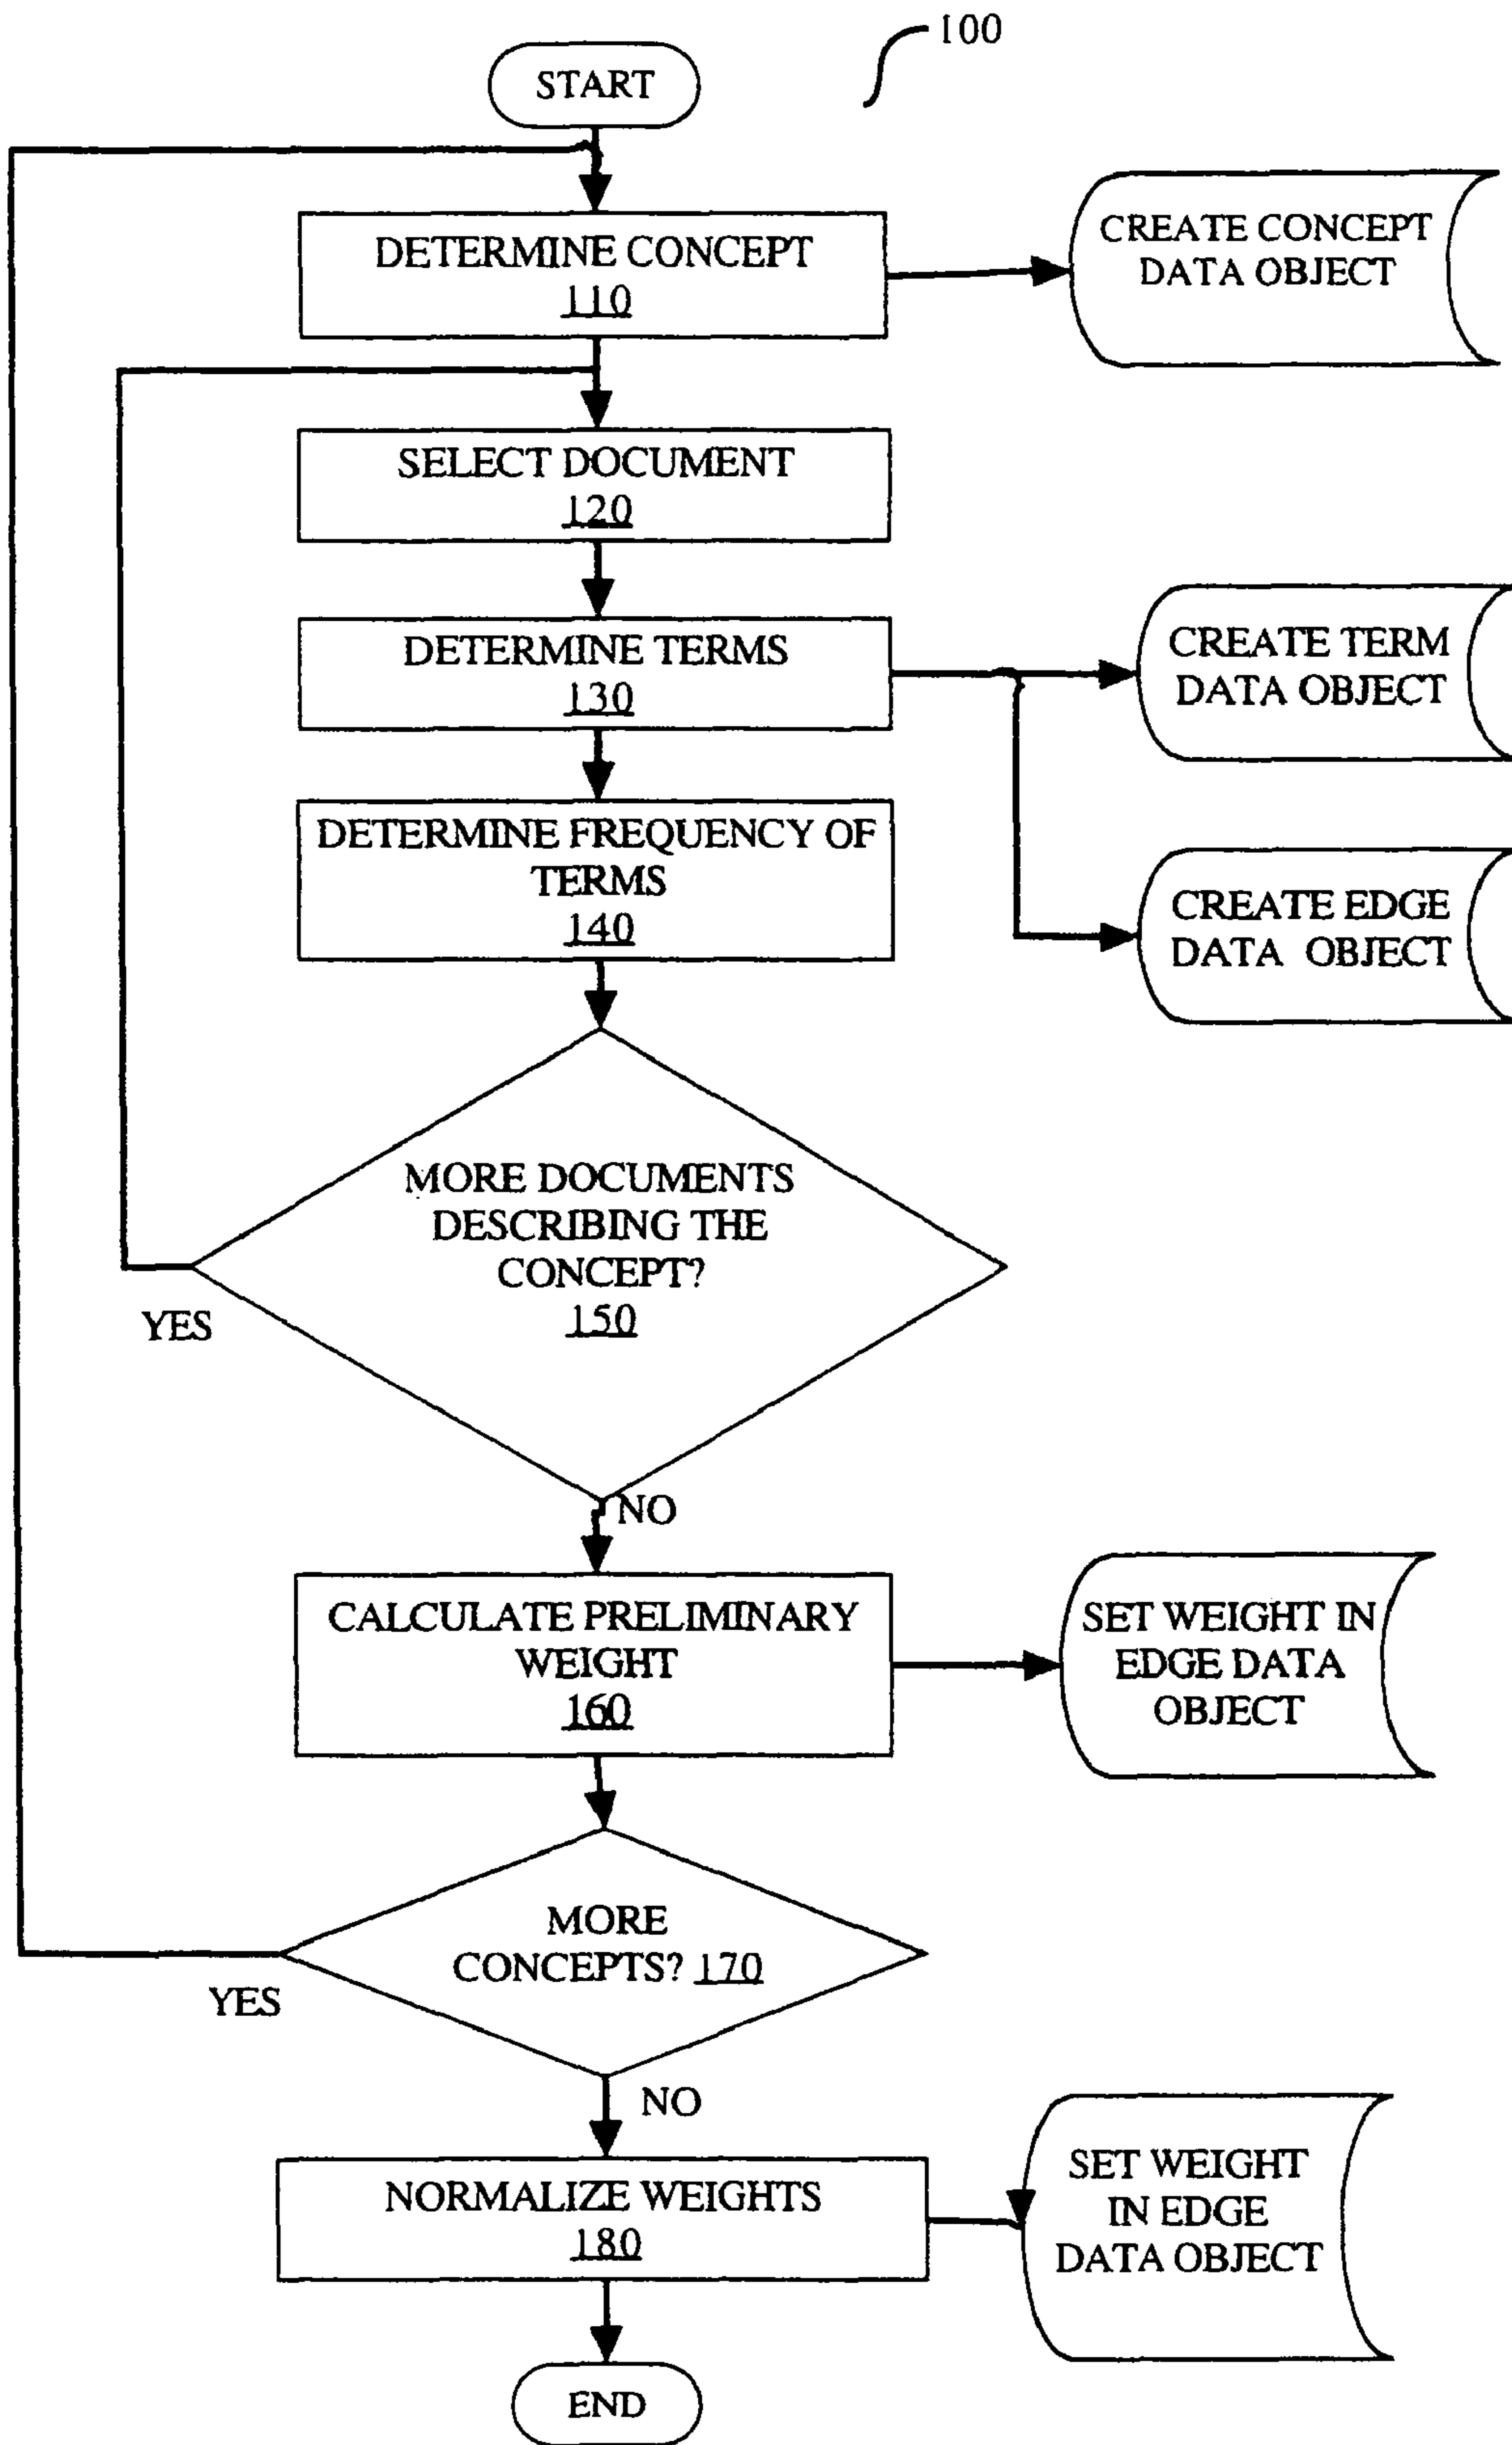 100
START
DETERMINE CONCEPT
110
CREATE CONCEPT
DATA OBJECT
SELECT DOCUMENT
120
DETERMINE TERMS
130
CREATE TERM
DATA OBJECT
DETERMINE FREQUENCY OF
TERMS
140
CREATE EDGE
DATA OBJECT
MORE DOCUMENTS
DESCRIBING THE
CONCEPT?
150
YES
NO
CALCULATE PRELIMINARY
WEIGHT
160
SET WEIGHT IN
EDGE DATA
OBJECT
MORE
CONCEPTS? 170
YES
NO
NORMALIZE WEIGHTS
180
SET WEIGHT
IN EDGE
DATA OBJECT
END